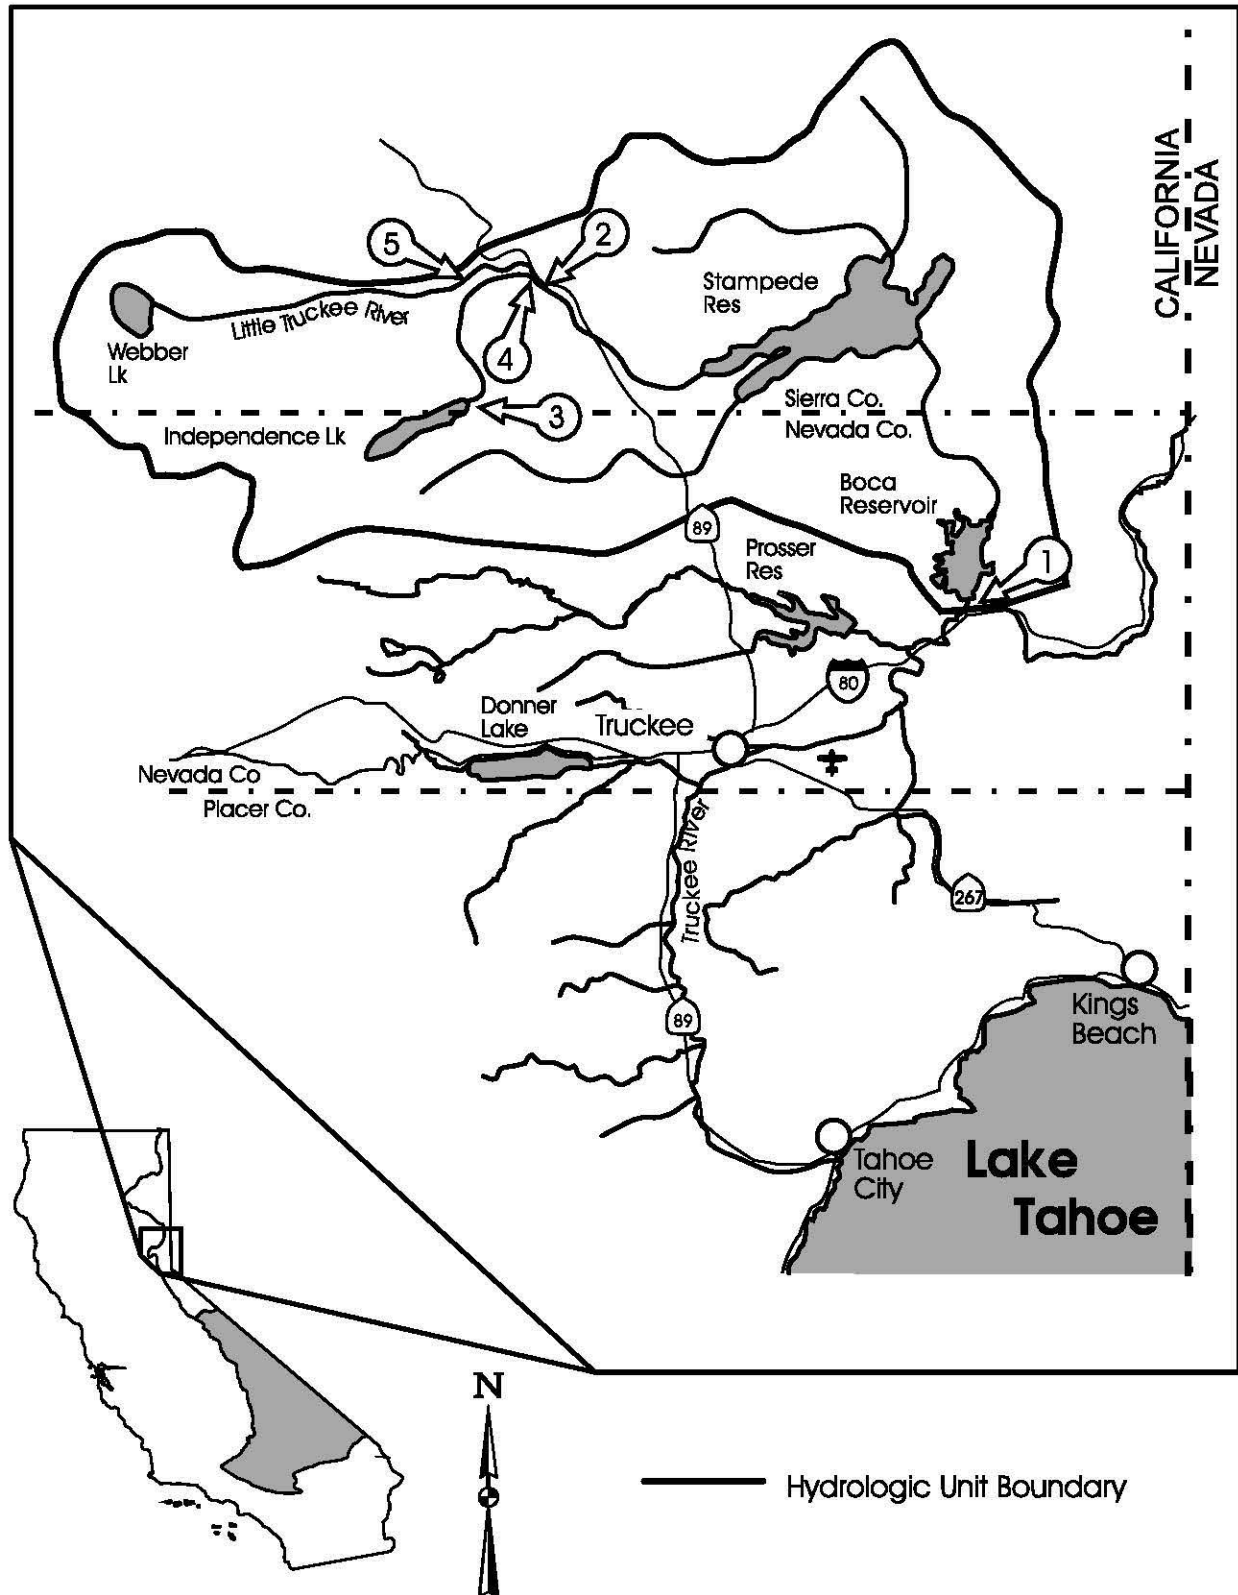 CALIFORNIA
NEVADA
5
2
Stampede
Res
Little Truckee River
Webber
Lk
4
3
Sierra Co.
Nevada Co.
Independence Lk
Boca
Reservoir
89
Prosser
Res
1
80
Donner
Lake
Truckee
Nevada Co
Placer Co.
Truckee River
267
Kings
Beach
89
Tahoe
City
Lake
Tahoe
N
Hydrologic Unit Boundary